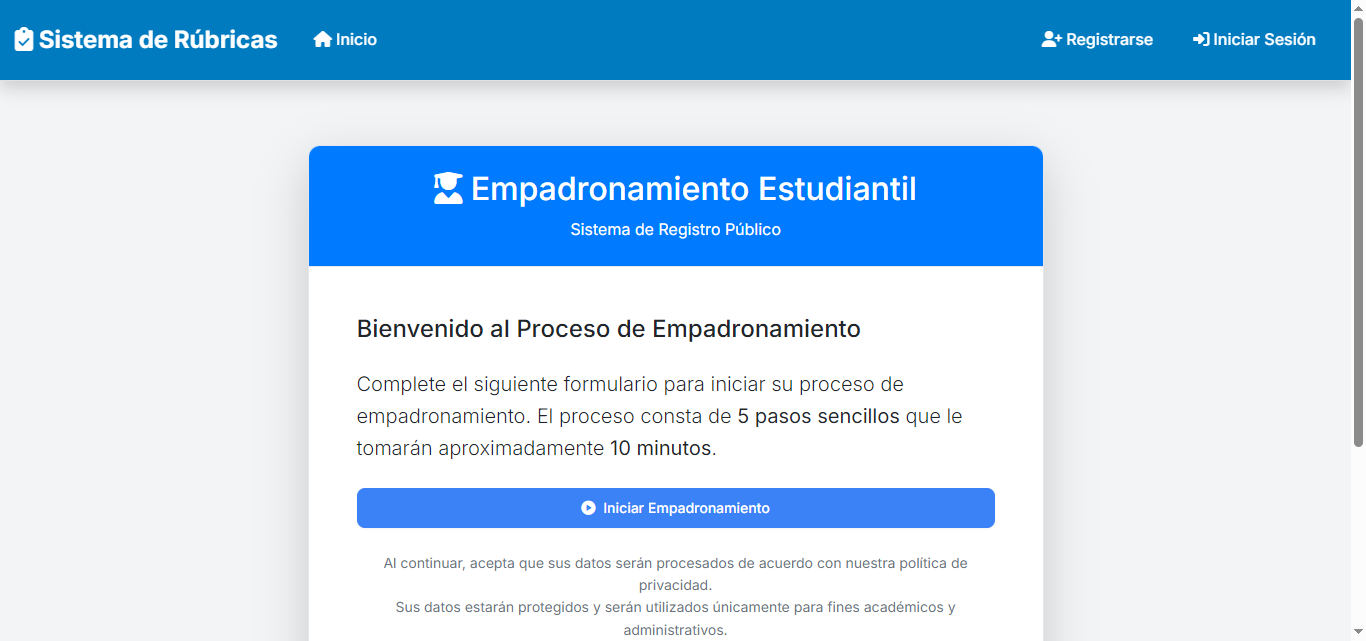 Sistema de Rúbricas
Inicio
Registrarse
Iniciar Sesión
Empadronamiento Estudiantil
Sistema de Registro Público
Bienvenido al Proceso de Empadronamiento
Complete el siguiente formulario para iniciar su proceso de
empadronamiento. El proceso consta de 5 pasos sencillos que le
tomarán aproximadamente 10 minutos.
Iniciar Empadronamiento
Al continuar, acepta que sus datos serán procesados de acuerdo con nuestra política de
privacidad.
Sus datos estarán protegidos y serán utilizados únicamente para fines académicos y
administrativos.